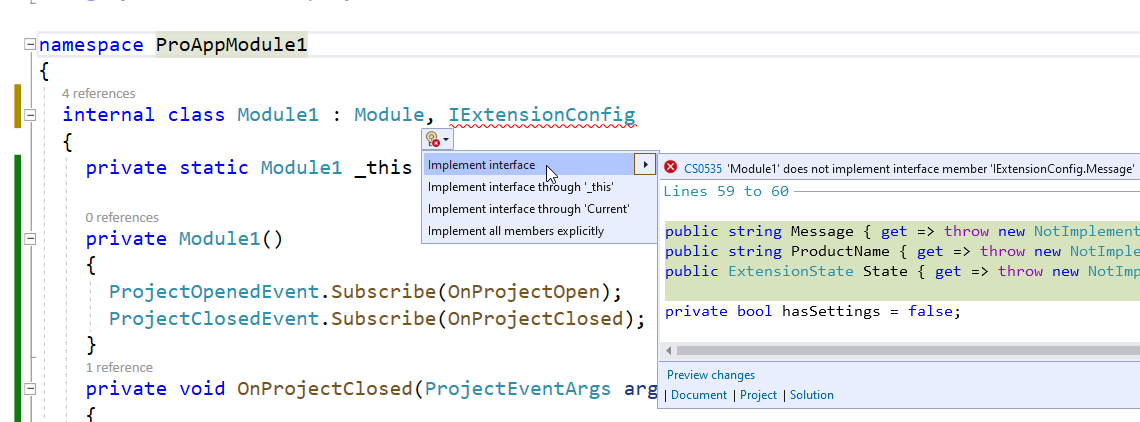 namespace ProAppModule1
{
4 references
internal class Module1 : Module, IExtensionConfig
{
private static Module1 _this
Implement interface
Implement interface through '_this'
Implement interface through 'Current'
Implement all members explicitly
CS0535 'Module1' does not implement interface member 'IExtensionConfig.Message'
Lines 59 to 60
public string Message { get => throw new NotImplement
public string ProductName { get => throw new NotImple
public ExtensionState State { get => throw new NotImp
private bool hasSettings = false;
Preview changes
| Document | Project | Solution
0 references
private Module1()
{
ProjectOpenedEvent.Subscribe(OnProjectOpen);
ProjectClosedEvent.Subscribe(OnProjectClosed);
}
1 reference
private void OnProjectClosed(ProjectEventArgs arg
{